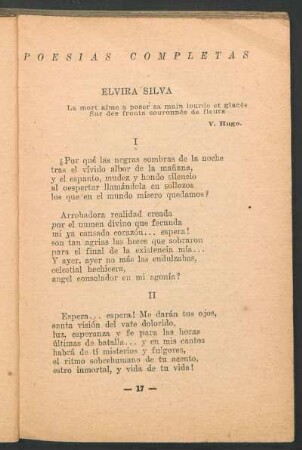 POESIAS COMPLETAS
ELVIRA SILVA
La mort aime a poser sa main lourde et glacée
Sur des fronts couronnés de fleurs
V. Hugo.
I
¿Por qué las negras sombras de la noche
tras el vívido albor de la mañana,
y el espanto, mudez y hondo silencio
al despertar llamándola en sollozos
los que en el mundo mísero quedamos?
Arrobadora realidad creada
por el numen divino que fecunda
mi ya cansado corazón... espera!
son tan agrias las heces que sobraron
para el final de la existencia mía...
Y ayer, ayer no más las endulzabas,
celestial hechicera,
angel consolador en mi agonía?
II
Espera... espera! Me darán tus ojos,
santa visión del vate dolorido,
luz, esperanza y fe para las horas
últimas de batalla... y en mis cantos
habrá de tí misterios y fulgores,
el ritmo sobrehumano de tu acento,
estro inmortal, y vida de tu vida!
— 17 —